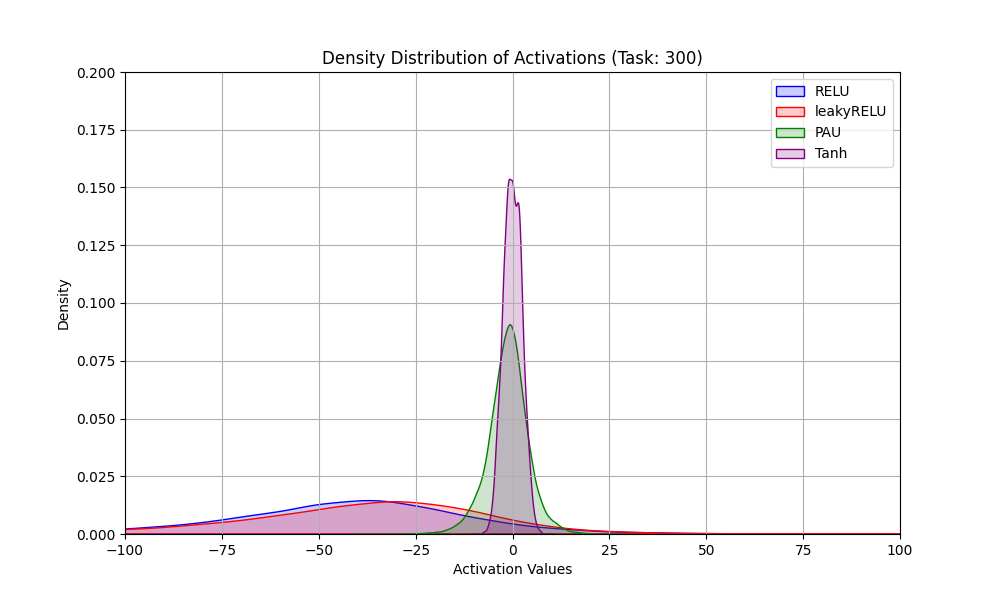 Density Distribution of Activations (Task: 300)
0.200
0.175
0.150
0.125
0.100
0.075
0.050
0.025
0.000
Density
RELU
leakyRELU
PAU
Tanh
−100 −75 −50 −25 0 25 50 75 100
Activation Values